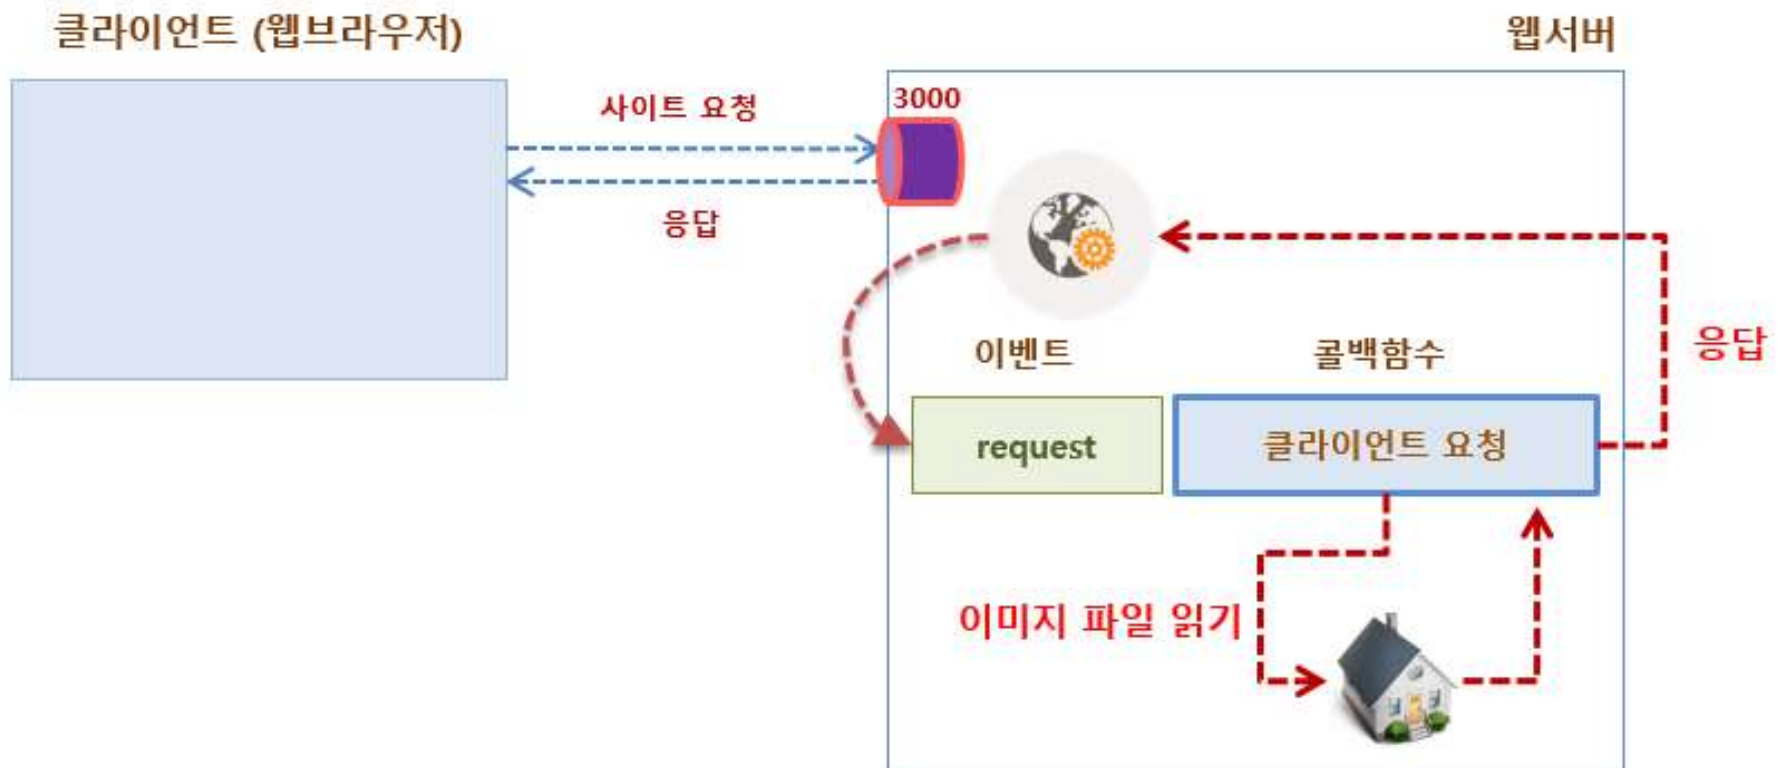 클라이언트 (웹브라우저)
웹서버
사이트 요청
3000
응답
이벤트
콜백함수
응답
request
클라이언트 요청
이미지 파일 읽기